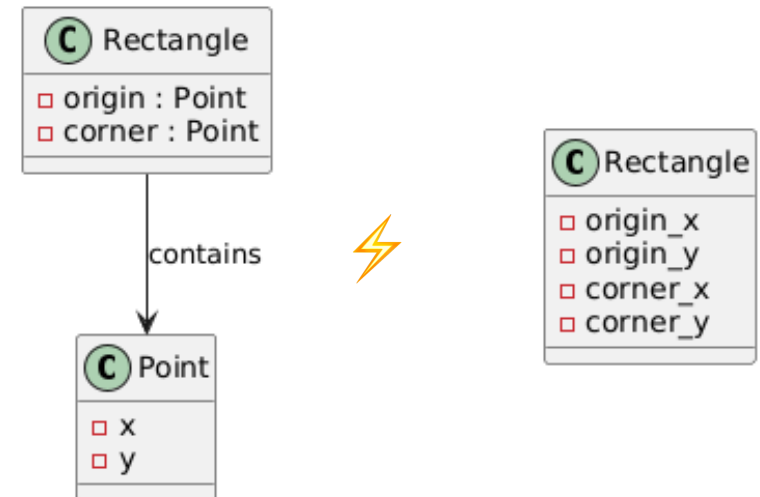 C Rectangle
origin : Point
corner : Point
contains
C Point
x
y
C Rectangle
origin_x
origin_y
corner_x
corner_y